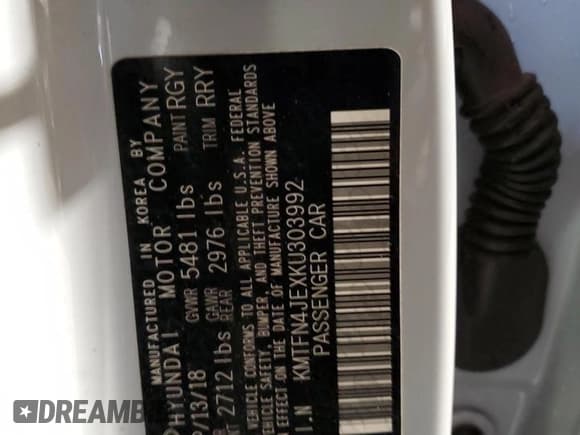 MANUFACTURED IN KOREA BY
HYUNDAI MOTOR COMPANY
/13/18 GVWR 5481 lbs PAINT RGY
2712 lbs GAWR REAR 2976 lbs TRIM RRY
VEHICLE CONFORMS TO ALL APPLICABLE U.S.A. FEDERAL
VEHICLE SAFETY, BUMPER, AND THEFT PREVENTION STANDARDS
EFFECT ON THE DATE OF MANUFACTURE SHOWN ABOVE
I.N KMTFN4JEXKU303992
PASSENGER CAR
DREAMBI